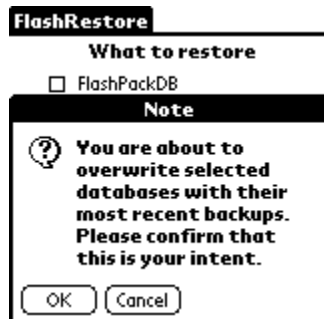 FlashRestore
What to restore
FlashPackDB
Note
You are about to
overwrite selected
databases with their
most recent backups.
Please confirm that
this is your intent.
OK Cancel